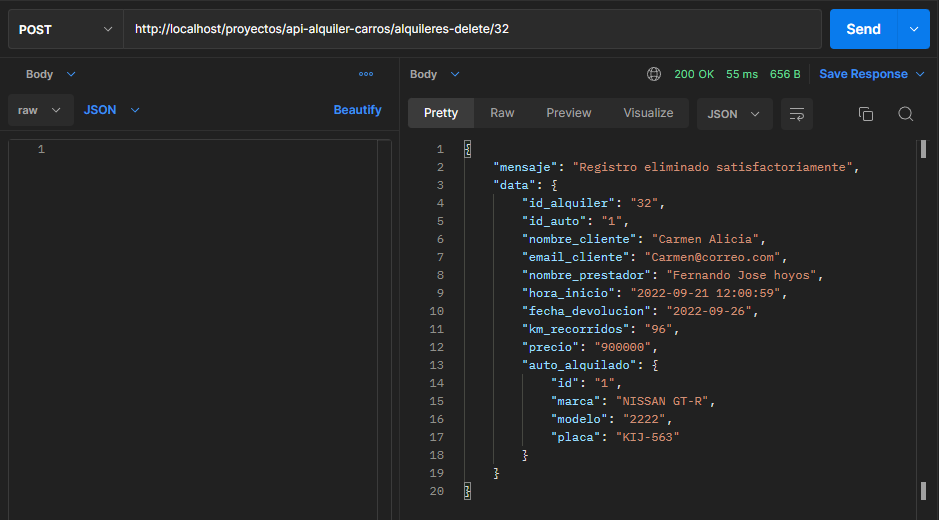 POST http://localhost/proyectos/api-alquiler-carros/alquileres-delete/32 Send
Body ooo
raw JSON Beautify
1
Body 200 OK 55 ms 656 B Save Response
Pretty Raw Preview Visualize JSON
1 {
2 "mensaje": "Registro eliminado satisfactoriamente",
3 "data": {
4 "id_alquiler": "32",
5 "id_auto": "1",
6 "nombre_cliente": "Carmen Alicia",
7 "email_cliente": "Carmen@correo.com",
8 "nombre_prestador": "Fernando Jose hoyos",
9 "hora_inicio": "2022-09-21 12:00:59",
10 "fecha_devolucion": "2022-09-26",
11 "km_recorridos": "96",
12 "precio": "900000",
13 "auto_alquilado": {
14 "id": "1",
15 "marca": "NISSAN GT-R",
16 "modelo": "2222",
17 "placa": "KIJ-563"
18 }
19 }
20 }